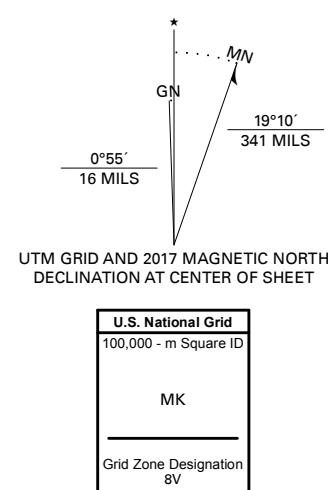 ★
MN
GN
19°10´
341 MILS
0°55´
16 MILS
UTM GRID AND 2017 MAGNETIC NORTH
DECLINATION AT CENTER OF SHEET
U.S. National Grid
100,000 - m Square ID
MK
Grid Zone Designation
8V